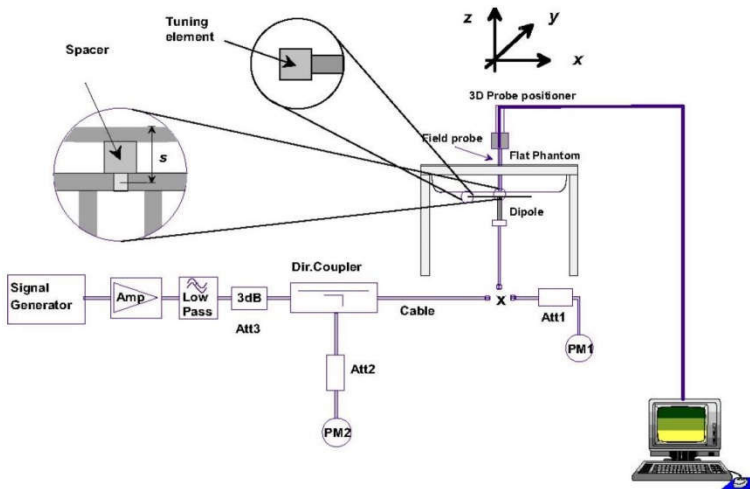 Tuning
element
Spacer
s
z
y
x
3D Probe positioner
Field probe
Flat Phantom
Dipole
Dir.Coupler
Signal
Generator
Amp
Low
Pass
3dB
Att3
Cable
x
Att1
PM1
Att2
PM2